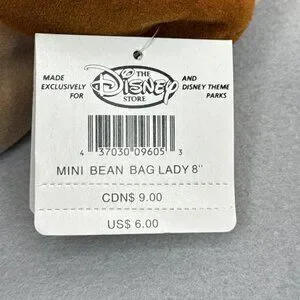 MADE EXCLUSIVELY FOR
THE DISNEY STORE
AND DISNEY THEME PARKS
4 37030 09605 3
MINI BEAN BAG LADY 8"
CDN$ 9.00
US$ 6.00